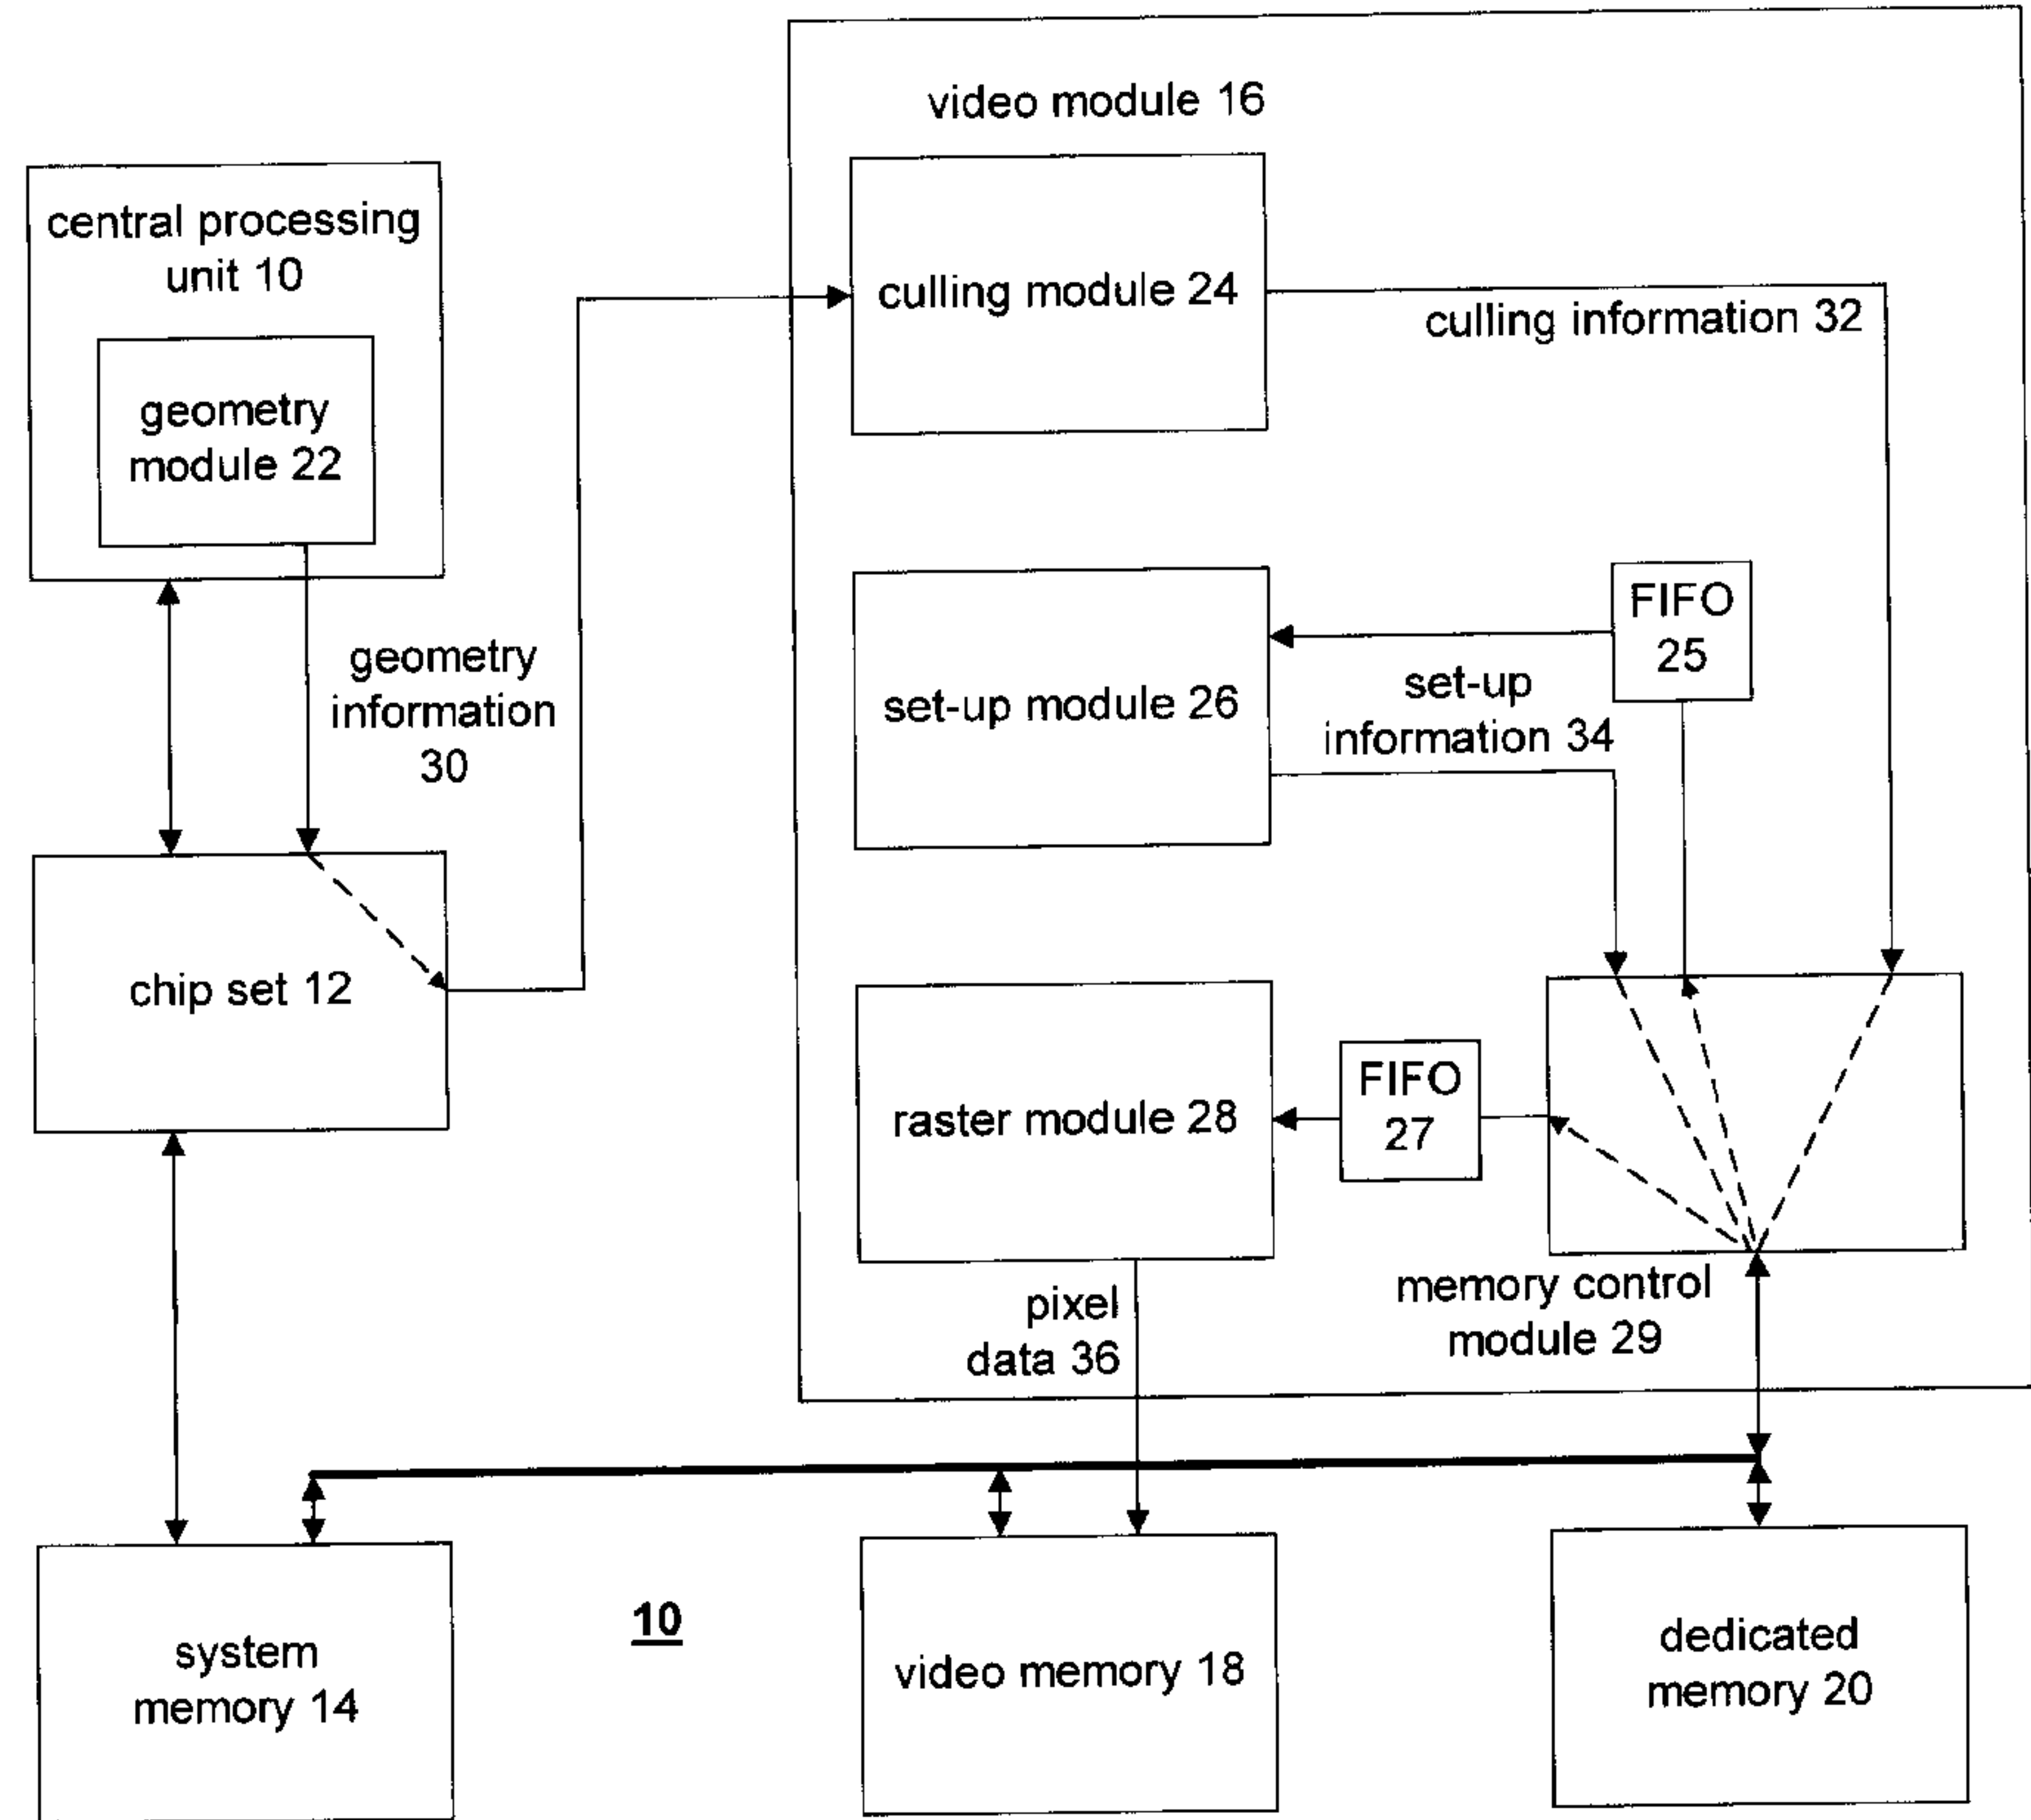 video module 16
central processing
unit 10
geometry
module 22
culling module 24
culling information 32
geometry
information
30
FIFO
25
set-up module 26
set-up
information 34
chip set 12
raster module 28
FIFO
27
memory control
module 29
pixel
data 36
system
memory 14
10
video memory 18
dedicated
memory 20